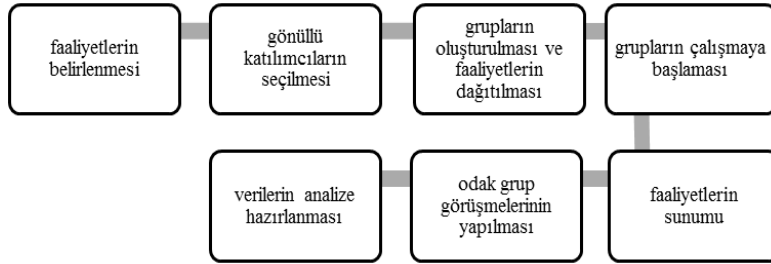 faaliyetlerin
belirlenmesi
gönüllü
katılımcıların
seçilmesi
grupların
oluşturulması ve
faaliyetlerin
dağıtılması
grupların çalışmaya
başlaması
faaliyetlerin
sunumu
odak grup
görüşmelerinin
yapılması
verilerin analize
hazırlanması